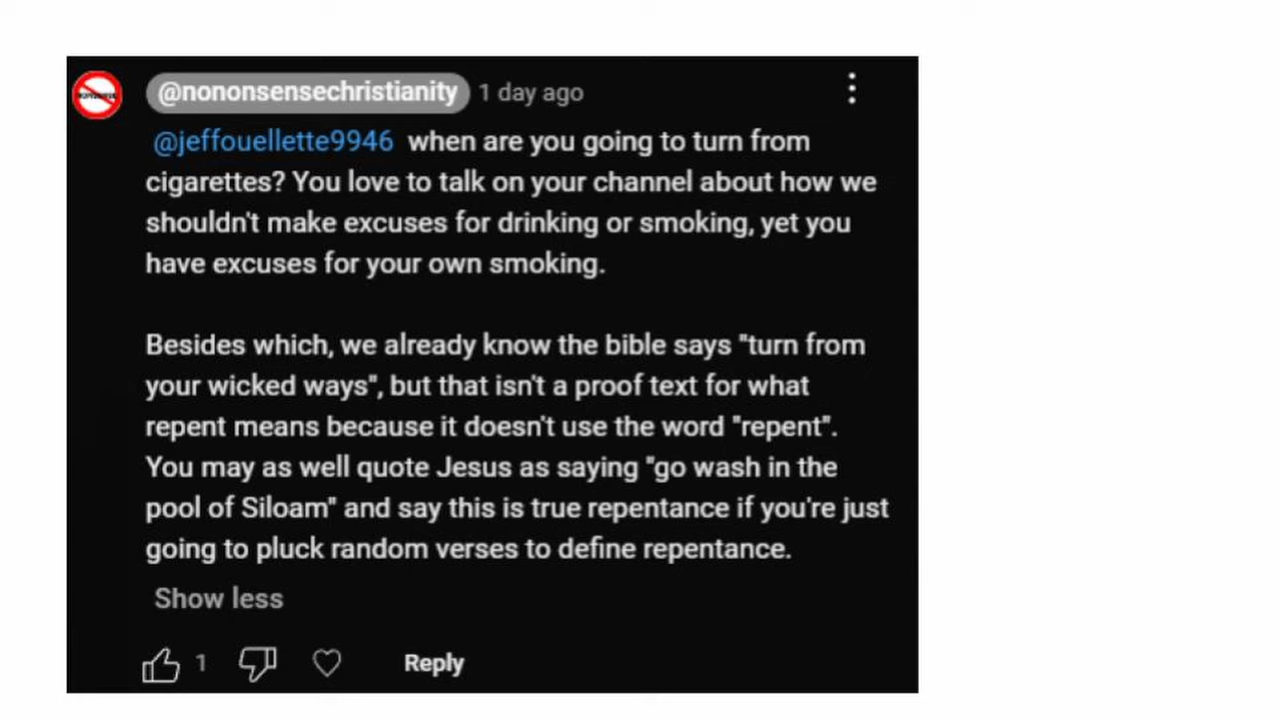 @nononsensechristianity 1 day ago
@jeffouellette9946 when are you going to turn from
cigarettes? You love to talk on your channel about how we
shouldn't make excuses for drinking or smoking, yet you
have excuses for your own smoking.
Besides which, we already know the bible says "turn from
your wicked ways", but that isn't a proof text for what
repent means because it doesn't use the word "repent".
You may as well quote Jesus as saying "go wash in the
pool of Siloam" and say this is true repentance if you're just
going to pluck random verses to define repentance.
Show less
1 Reply